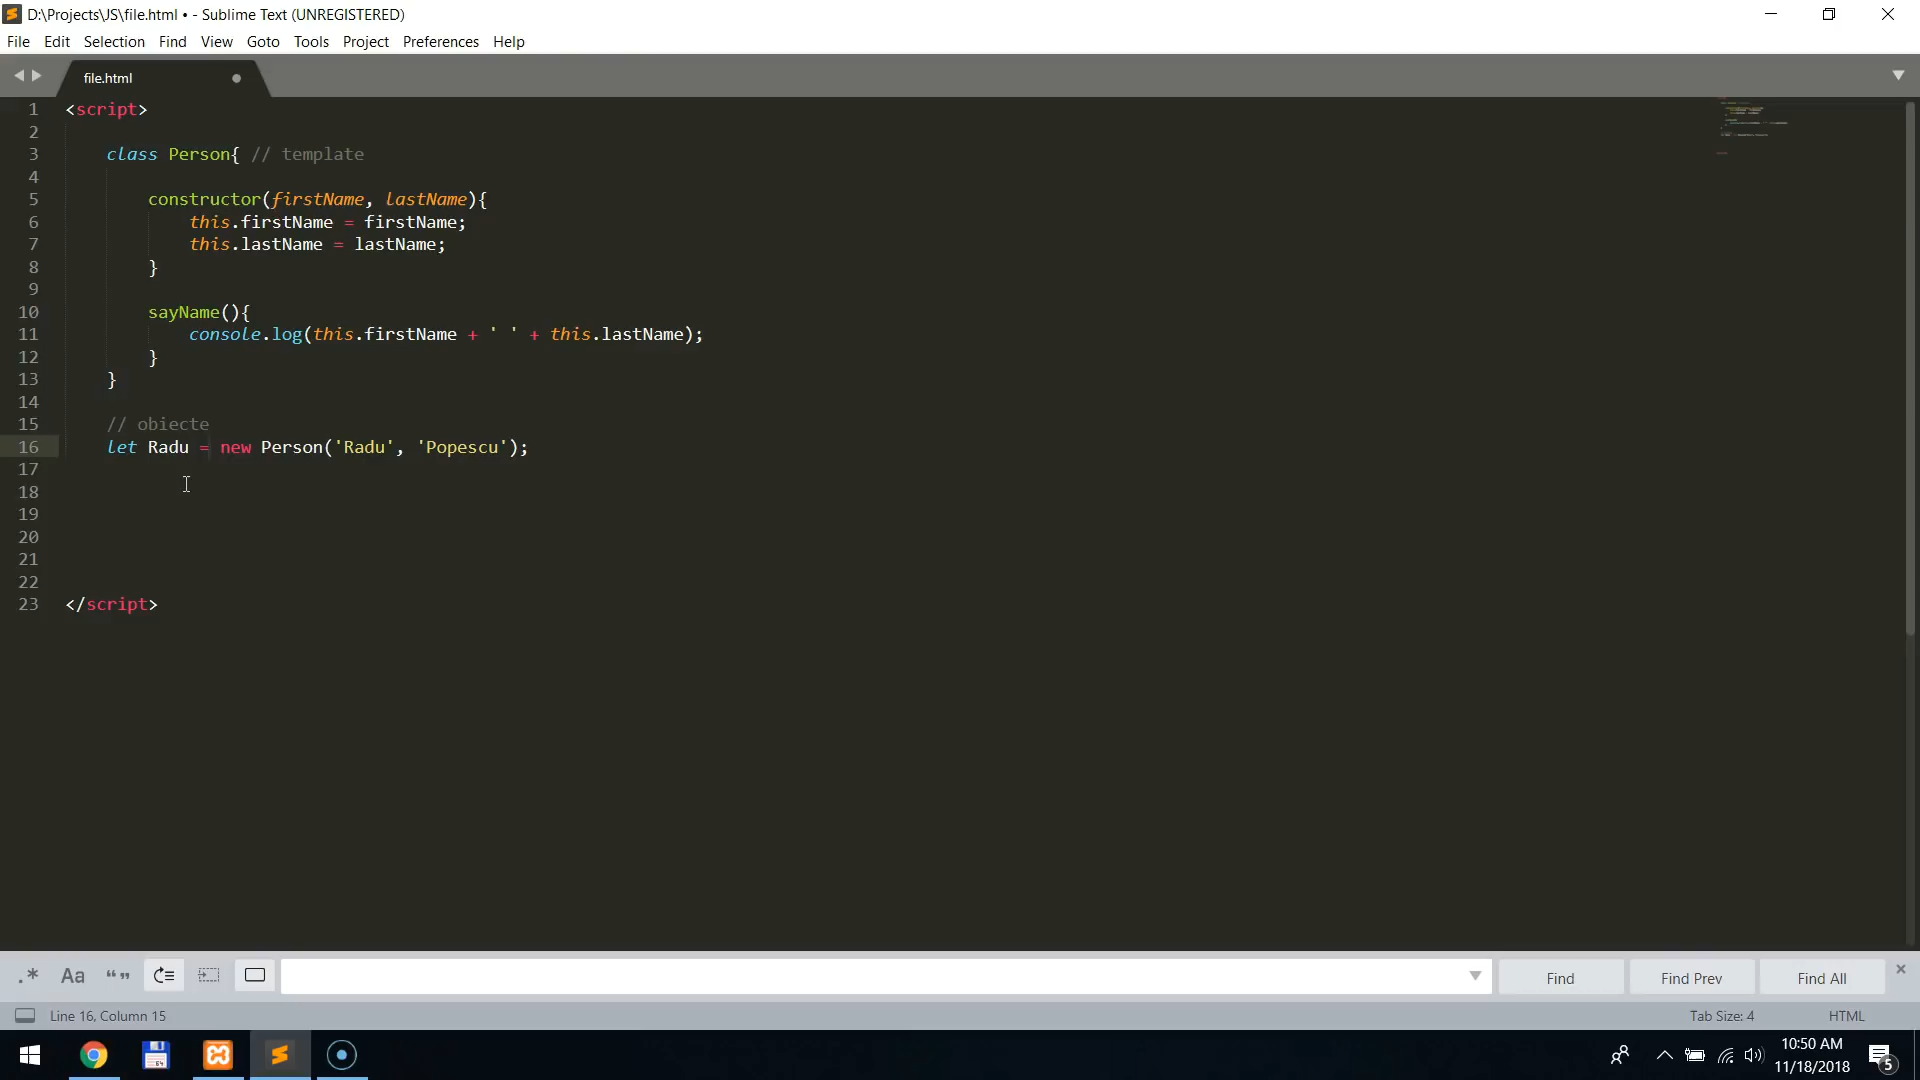 D:\Projects\JS\file.html • - Sublime Text (UNREGISTERED)
File Edit Selection Find View Goto Tools Project Preferences Help
file.html
1 <script>
2
3 class Person{ // template
4
5 constructor(firstName, lastName){
6 this.firstName = firstName;
7 this.lastName = lastName;
8 }
9
10 sayName(){
11 console.log(this.firstName + ' ' + this.lastName);
12 }
13 }
14
15 // obiecte
16 let Radu = new Person('Radu', 'Popescu');
17
18
19
20
21
22
23 </script>
.* Aa “” Find Find Prev Find All
Line 16, Column 15 Tab Size: 4 HTML
64
10:50 AM
11/18/2018
5